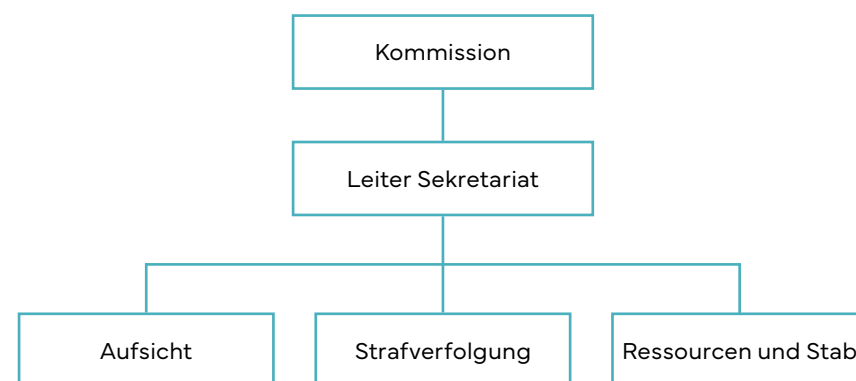 Kommission
Leiter Sekretariat
Aufsicht
Strafverfolgung
Ressourcen und Stab